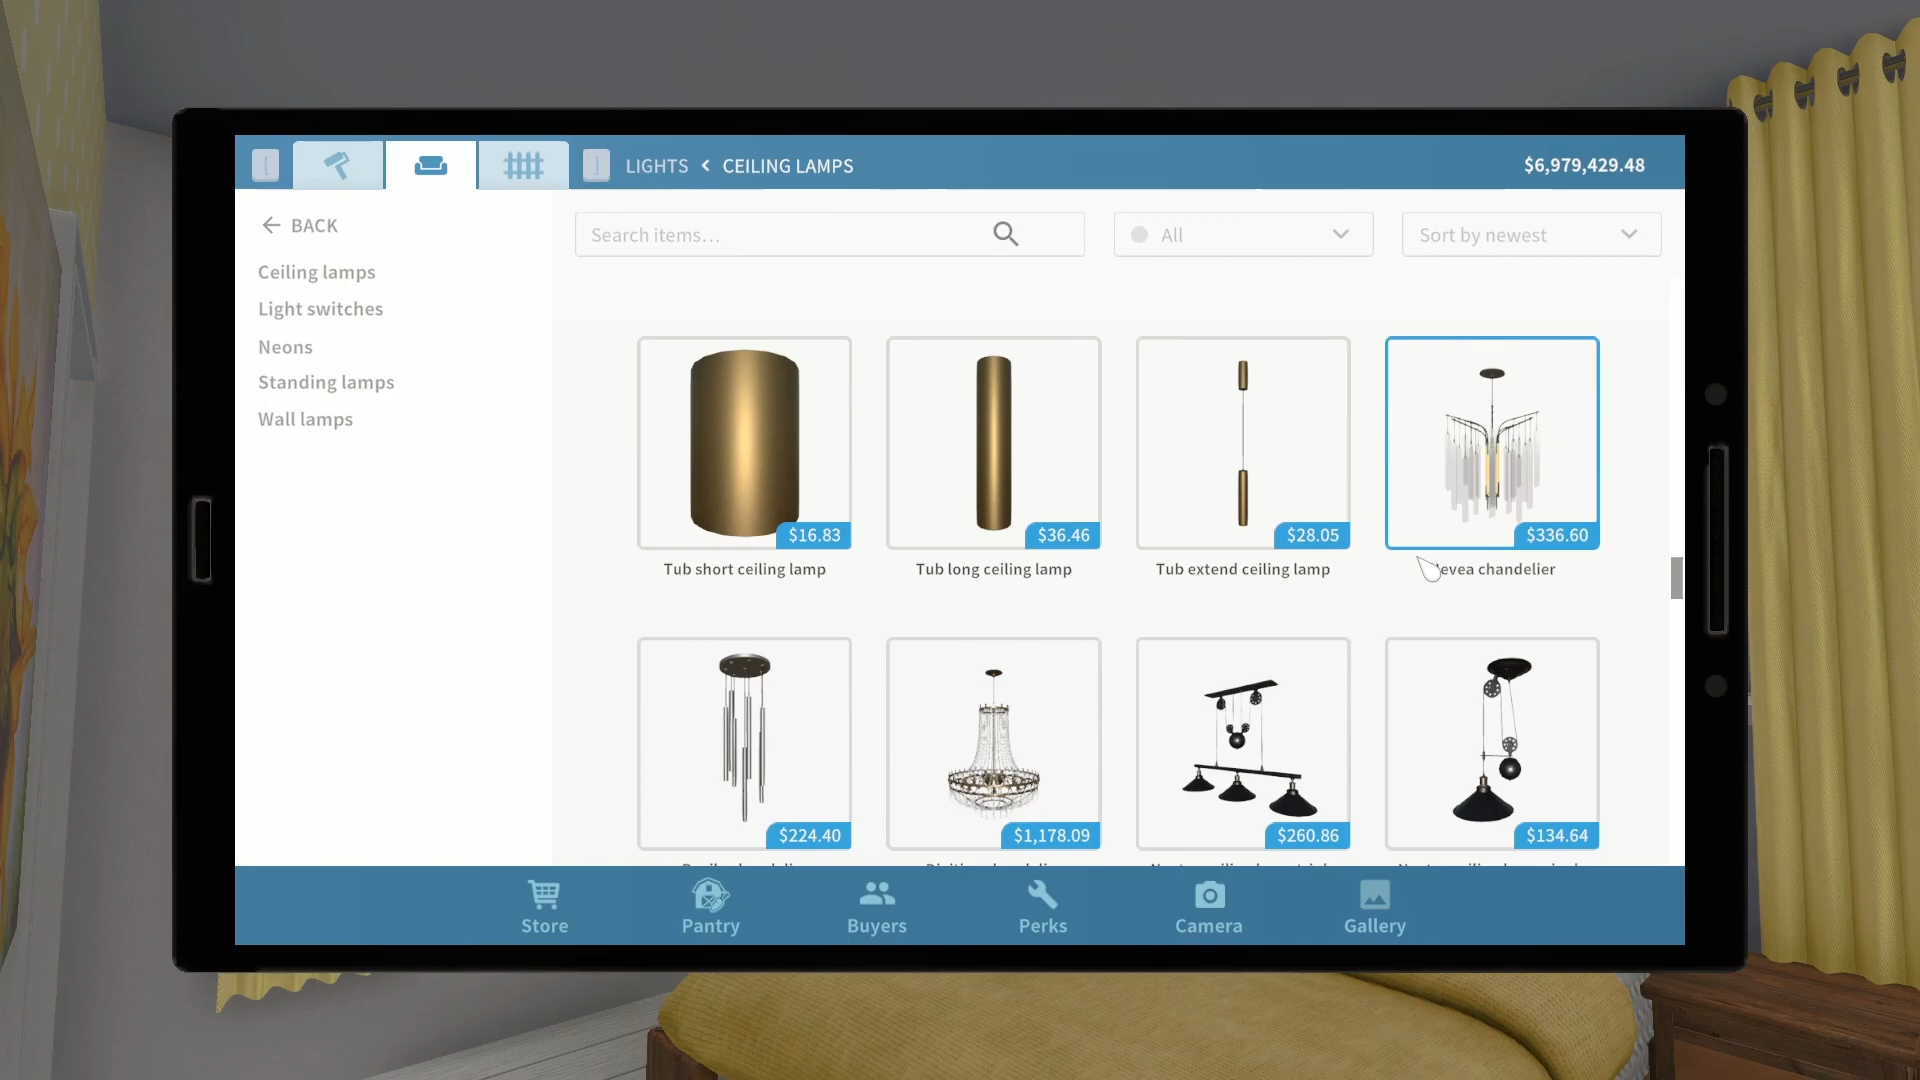 [
]
LIGHTS < CEILING LAMPS
$6,979,429.48
BACK
Ceiling lamps
Light switches
Neons
Standing lamps
Wall lamps
Search items...
All
Sort by newest
$16.83
$36.46
$28.05
$336.60
Tub short ceiling lamp
Tub long ceiling lamp
Tub extend ceiling lamp
chandelier
$224.40
$1,178.09
$260.86
$134.64
Store
Pantry
Buyers
Perks
Camera
Gallery